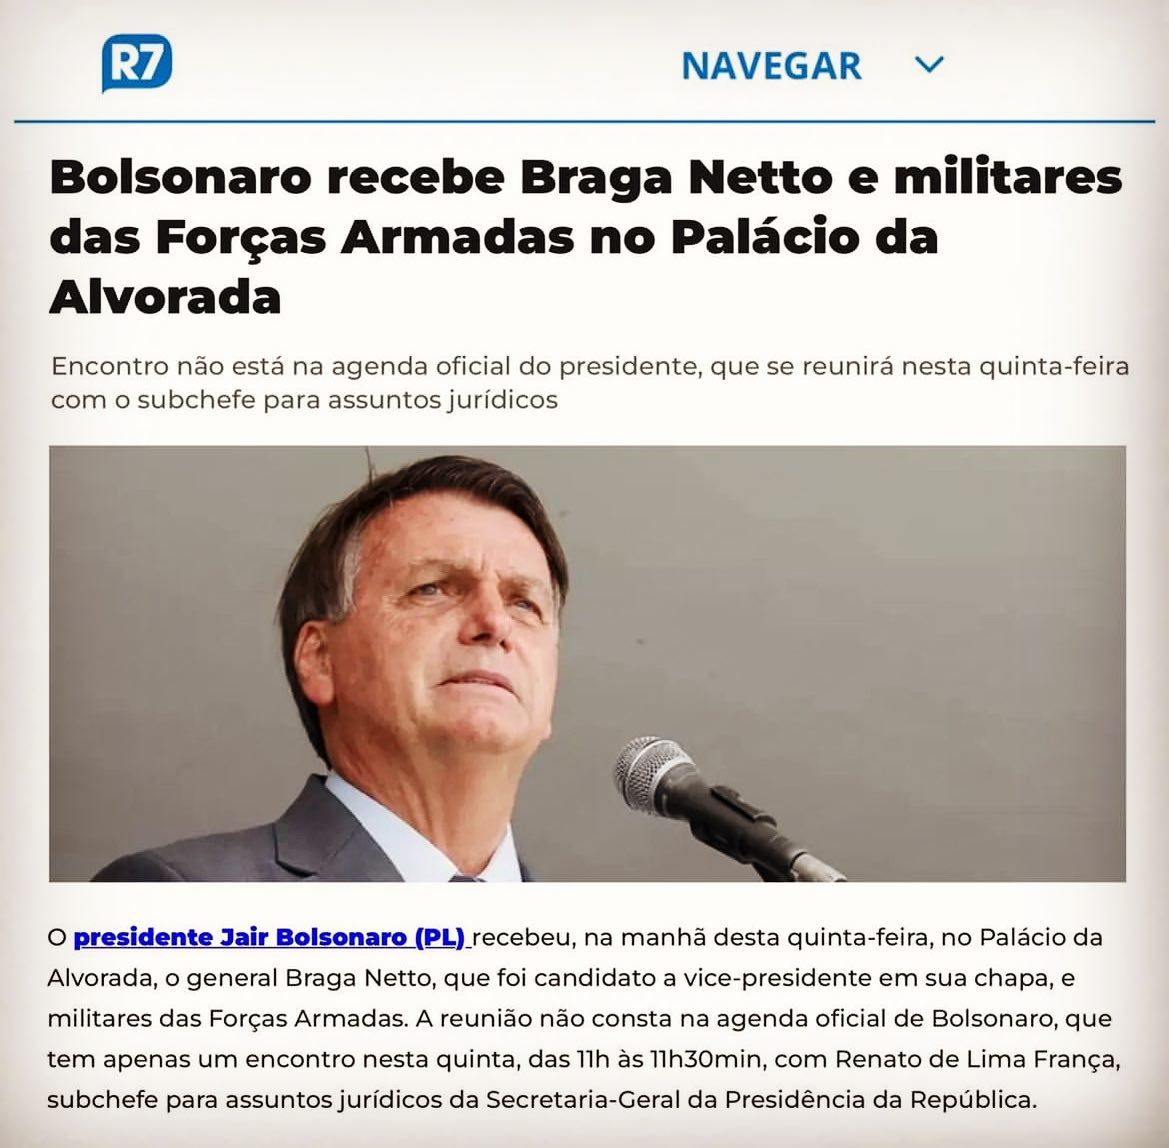 R7
NAVEGAR
Bolsonaro recebe Braga Netto e militares
das Forças Armadas no Palácio da
Alvorada
Encontro não está na agenda oficial do presidente, que se reunirá nesta quinta-feira
com o subchefe para assuntos jurídicos
O presidente Jair Bolsonaro (PL) recebeu, na manhã desta quinta-feira, no Palácio da
Alvorada, o general Braga Netto, que foi candidato a vice-presidente em sua chapa, e
militares das Forças Armadas. A reunião não consta na agenda oficial de Bolsonaro, que
tem apenas um encontro nesta quinta, das 11h às 11h30min, com Renato de Lima França,
subchefe para assuntos jurídicos da Secretaria-Geral da Presidência da República.